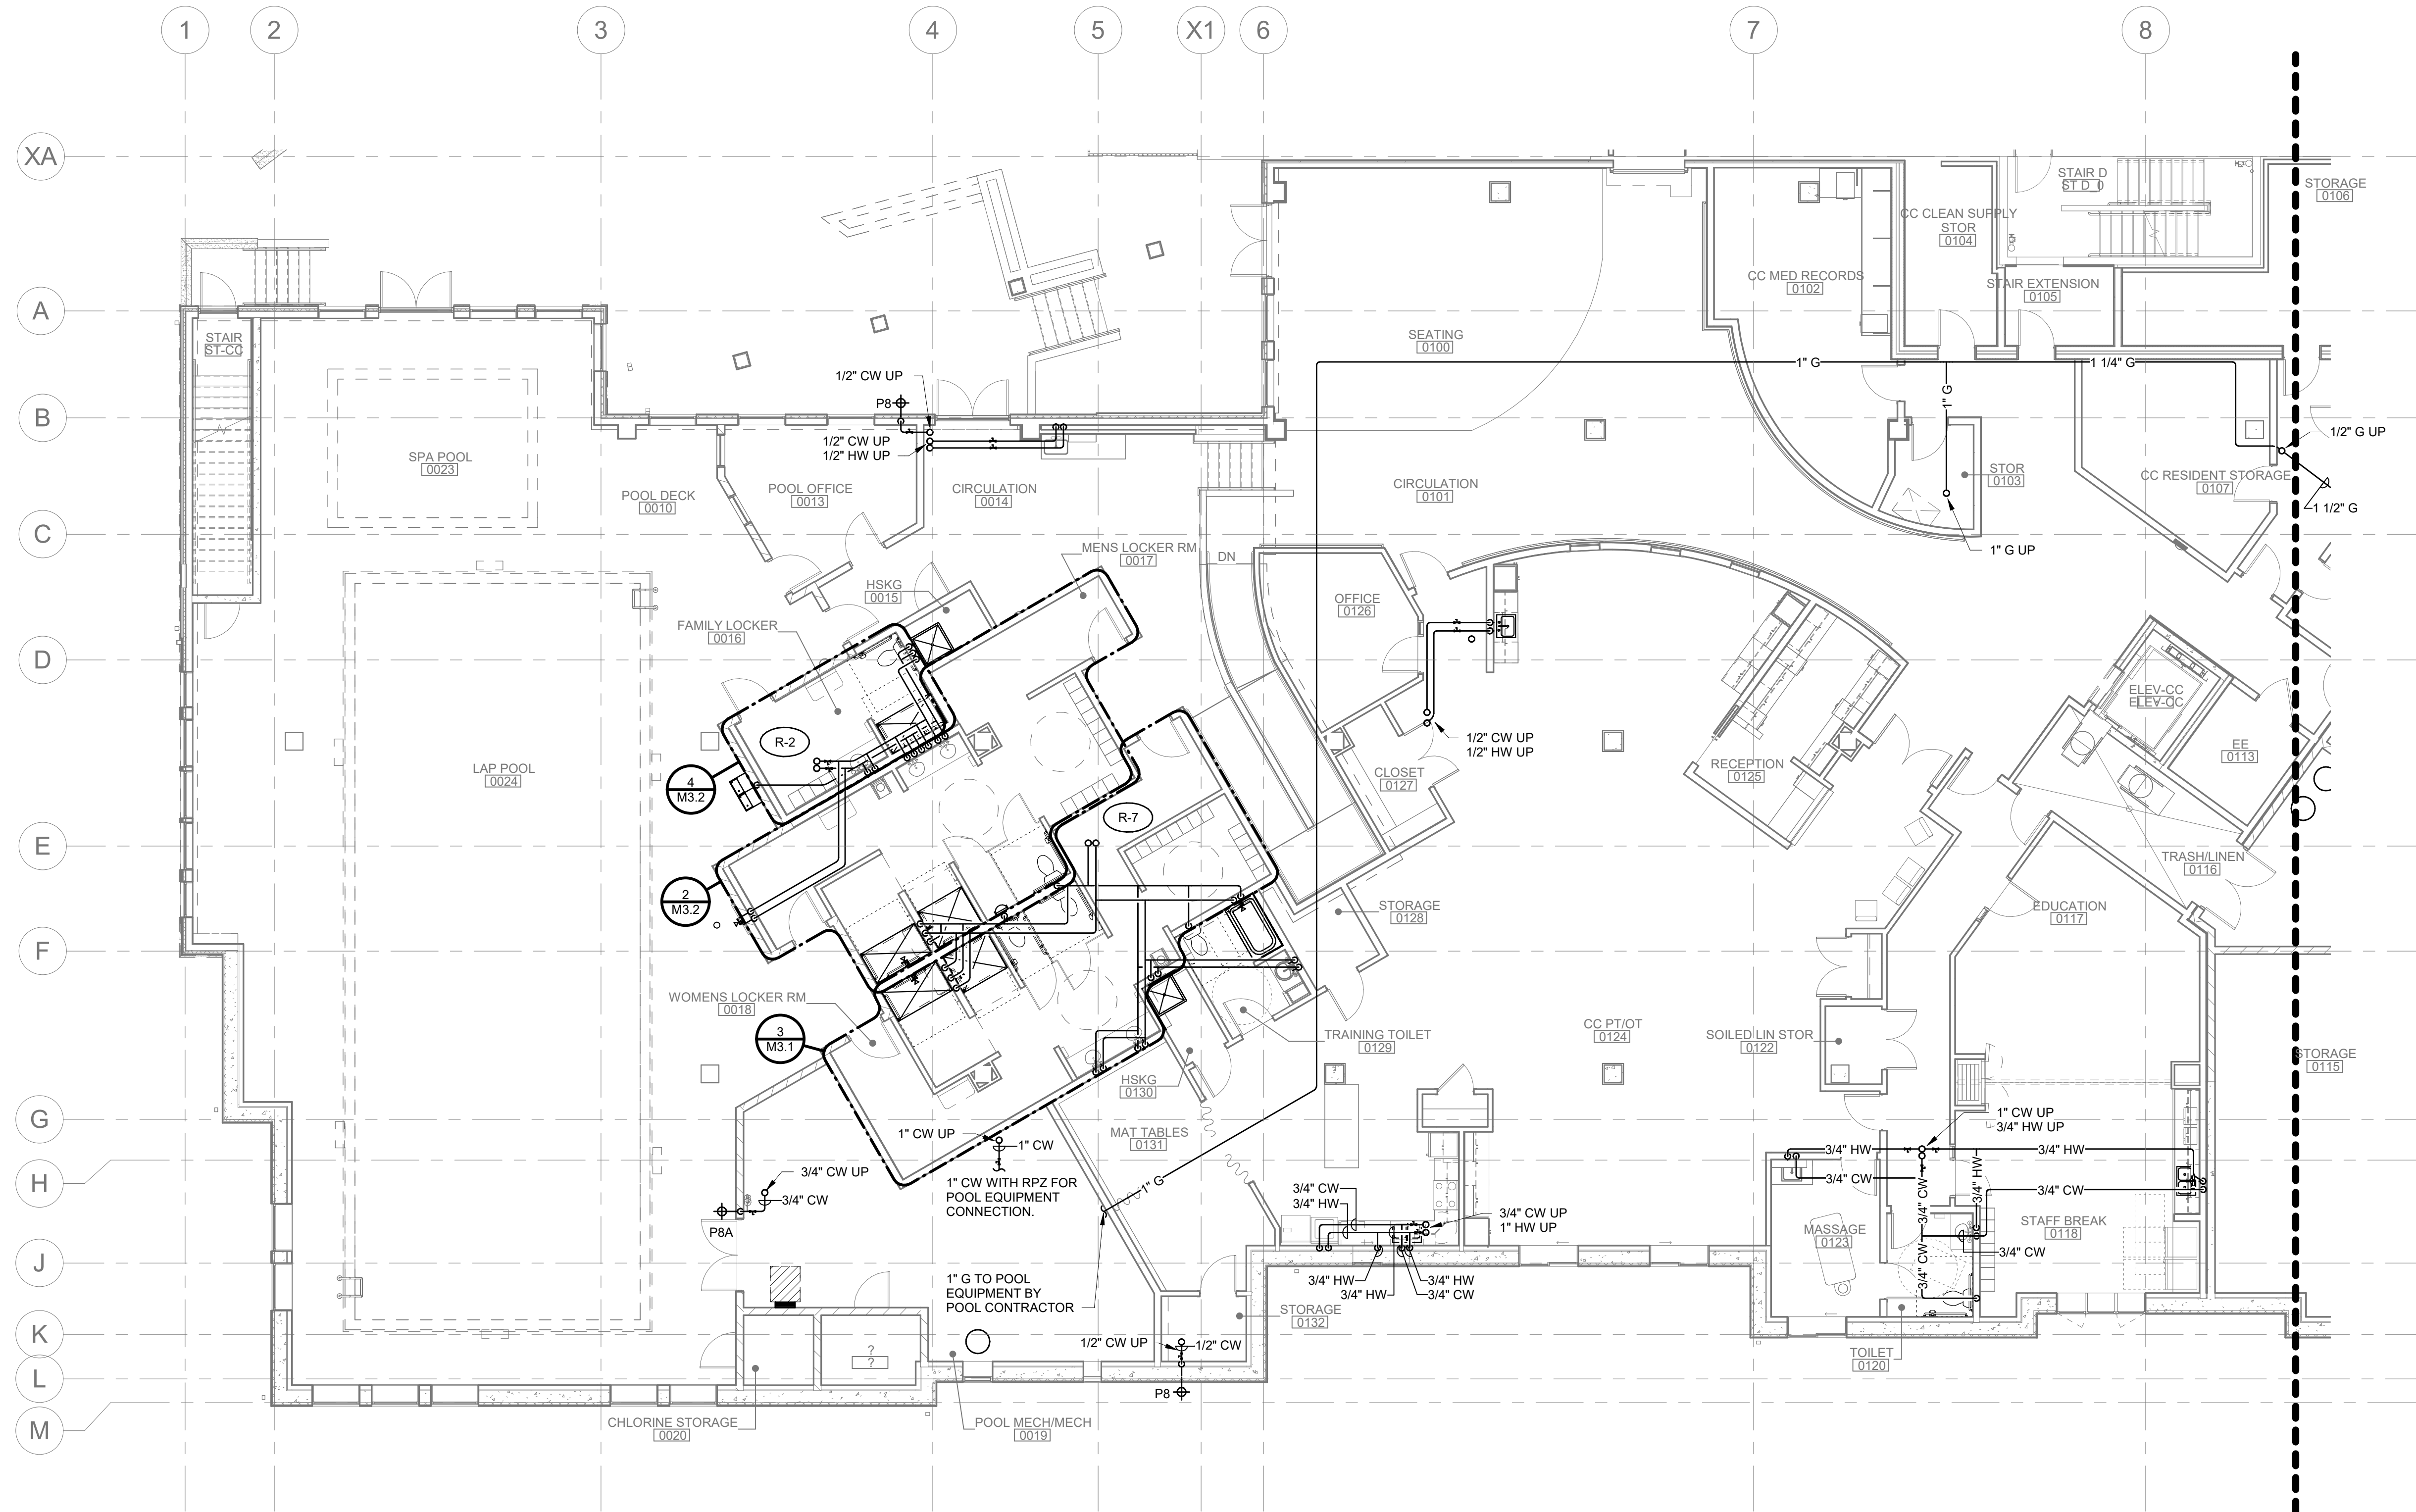 1
2
3
4
5
X1
6
7
8
XA
A
B
C
D
E
F
G
H
J
K
L
M
STAIR D
ST D_0
STORAGE
0106
CC CLEAN SUPPLY
STOR
0104
CC MED RECORDS
0102
STAIR EXTENSION
0105
STAIR
ST-CC
SEATING
0100
1" G
1 1/4" G
1" G
1/2" CW UP
P8
1/2" CW UP
1/2" HW UP
1/2" G UP
SPA POOL
0023
POOL DECK
0010
POOL OFFICE
0013
CIRCULATION
0014
CIRCULATION
0101
STOR
0103
CC RESIDENT STORAGE
0107
1 1/2" G
1" G UP
MENS LOCKER RM
0017
DN
HSKG
0015
OFFICE
0126
FAMILY LOCKER
0016
ELEV-CC
ELEV-CC
R-2
1/2" CW UP
1/2" HW UP
EE
0113
4
M3.2
LAP POOL
0024
CLOSET
0127
RECEPTION
0125
R-7
TRASH/LINEN
0116
2
M3.2
STORAGE
0128
EDUCATION
0117
WOMENS LOCKER RM
0018
3
M3.1
TRAINING TOILET
0129
CC PT/OT
0124
SOILED LIN STOR
0122
STORAGE
0115
HSKG
0130
1" CW UP
3/4" HW UP
1" CW UP
1" CW
MAT TABLES
0131
3/4" HW
3/4" HW
3/4" HW
3/4" CW UP
3/4" CW
1" CW WITH RPZ FOR
POOL EQUIPMENT
CONNECTION.
1" G
3/4" CW
3/4" HW
3/4" CW
3/4" CW
3/4" CW
P8A
3/4" CW UP
1" HW UP
MASSAGE
0123
STAFF BREAK
0118
3/4" CW
3/4" CW
1" G TO POOL
EQUIPMENT BY
POOL CONTRACTOR
3/4" HW
3/4" HW
3/4" HW
3/4" CW
STORAGE
0132
1/2" CW UP
1/2" CW
?
?
TOILET
0120
P8
CHLORINE STORAGE
0020
POOL MECH/MECH
0019